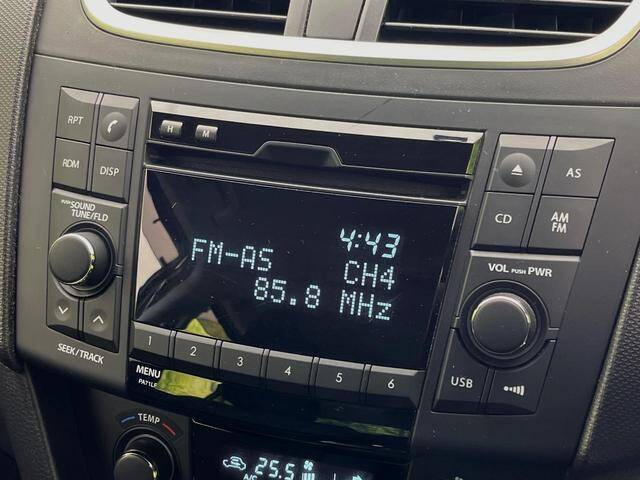 H M
RPT
RDM DISP
PUSH SOUND
TUNE/FLD
SEEK/TRACK
4:43
FM-AS CH4
85.8 MHz
1 2 3 4 5 6
MENU
AS
CD AM
FM
VOL PUSH PWR
USB
TEMP
A/C 25.5